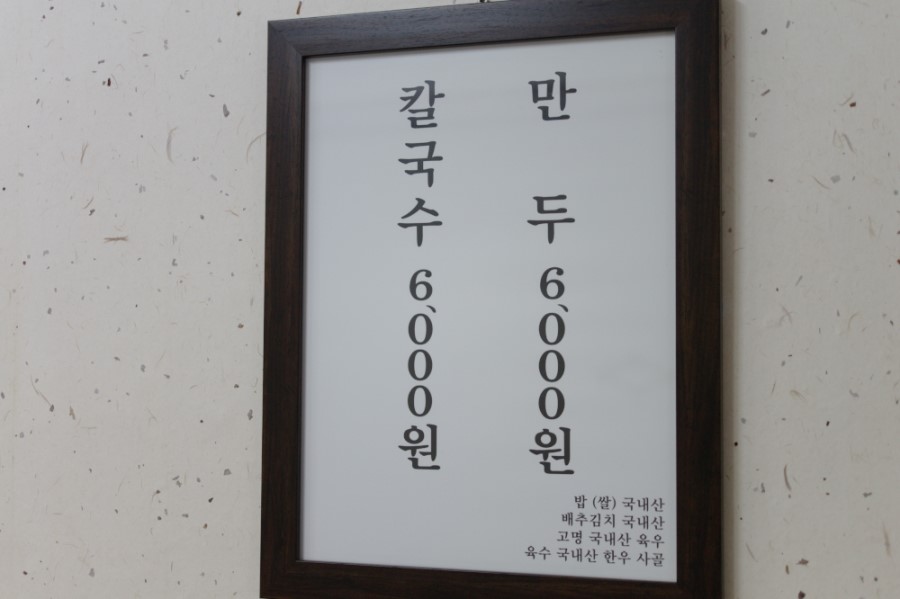 만두 6,000원
칼국수 6,000원
밥 (쌀) 국내산
배추김치 국내산
고명 국내산 육우
육수 국내산 한우 사골